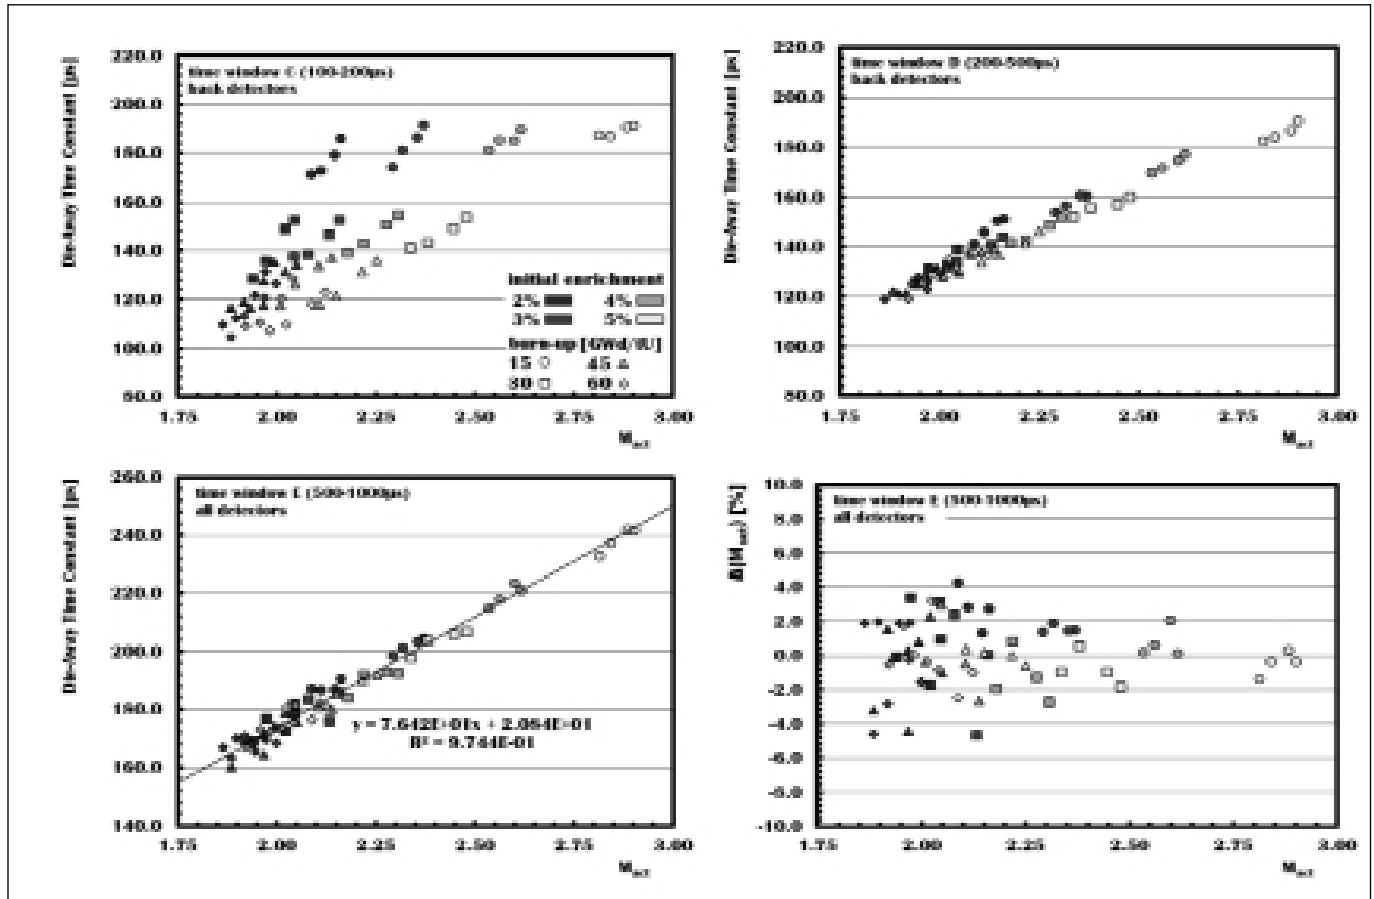 time window C (100-200µs)
back detectors
Die-Away Time Constant [µs]
220.0
200.0
180.0
160.0
140.0
120.0
100.0
80.0
1.75 2.00 2.25 2.50 2.75 3.00
initial enrichment
2% 4%
3% 5%
burn-up [GWd/tU]
15 45
30 60
time window D (200-500µs)
back detectors
Die-Away Time Constant [µs]
220.0
200.0
180.0
160.0
140.0
120.0
100.0
80.0
1.75 2.00 2.25 2.50 2.75 3.00
time window E (500-1000µs)
all detectors
Die-Away Time Constant [µs]
260.0
240.0
220.0
200.0
180.0
160.0
140.0
y = 7.642E+01x + 2.084E+01
R² = 9.744E-01
1.75 2.00 2.25 2.50 2.75 3.00
time window E (500-1000µs)
all detectors
[%]
10.0
8.0
6.0
4.0
2.0
0.0
-2.0
-4.0
-6.0
-8.0
-10.0
1.75 2.00 2.25 2.50 2.75 3.00